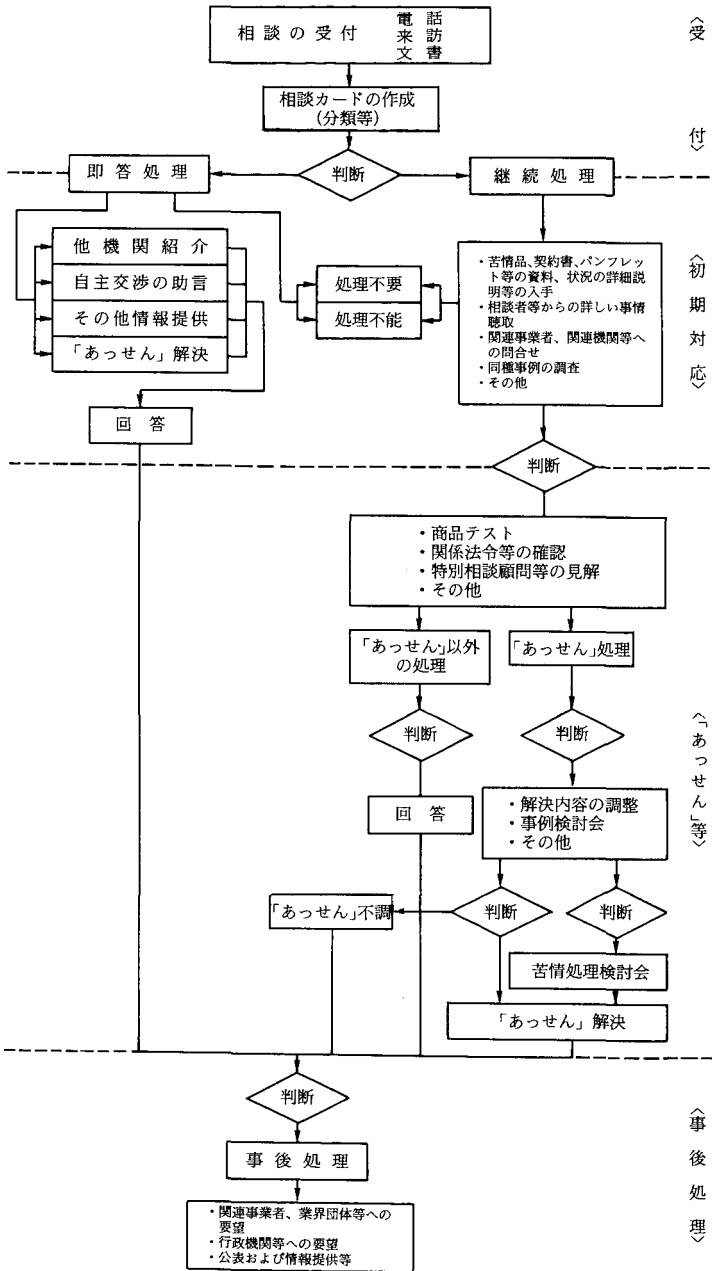 相談の受付
電話
来訪
文書
〈受付〉
相談カードの作成
(分類等)
判断
即答処理
継続処理
他機関紹介
自主交渉の助言
その他情報提供
「あっせん」解決
処理不要
処理不能
・苦情品、契約書、パンフレッ
ト等の資料、状況の詳細説
明等の入手
・相談者等からの詳しい事情
聴取
・関連事業者、関連機関等へ
の問合せ
・同種事例の調査
・その他
〈初期対応〉
回答
判断
・商品テスト
・関係法令等の確認
・特別相談顧問等の見解
・その他
「あっせん」以外
の処理
「あっせん」処理
判断
判断
〈「あっせん」等〉
回答
・解決内容の調整
・事例検討会
・その他
「あっせん」不調
判断
判断
苦情処理検討会
「あっせん」解決
判断
〈事後処理〉
事後処理
・関連事業者、業界団体等への
要望
・行政機関等への要望
・公表および情報提供等